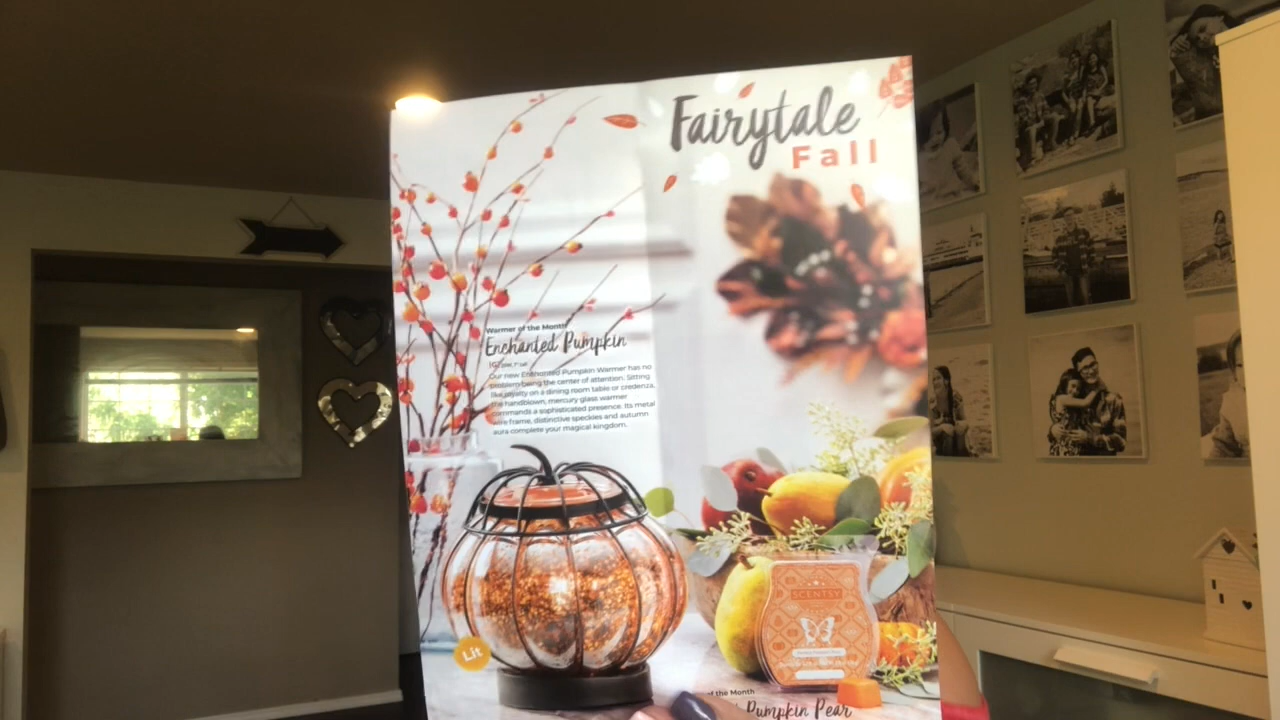 Fairytale
Fall
Warmer of the Month
Enchanted Pumpkin
Our new Enchanted Pumpkin Warmer has no
problem being the center of attention. Sitting
like royalty on a dining room table or credenza,
the handblown, mercury glass warmer
commands a sophisticated presence. Its metal
wire frame, distinctive speckles and autumn
aura complete your magical kingdom.
Lit
SCENTSY
of the Month
Pumpkin Pear